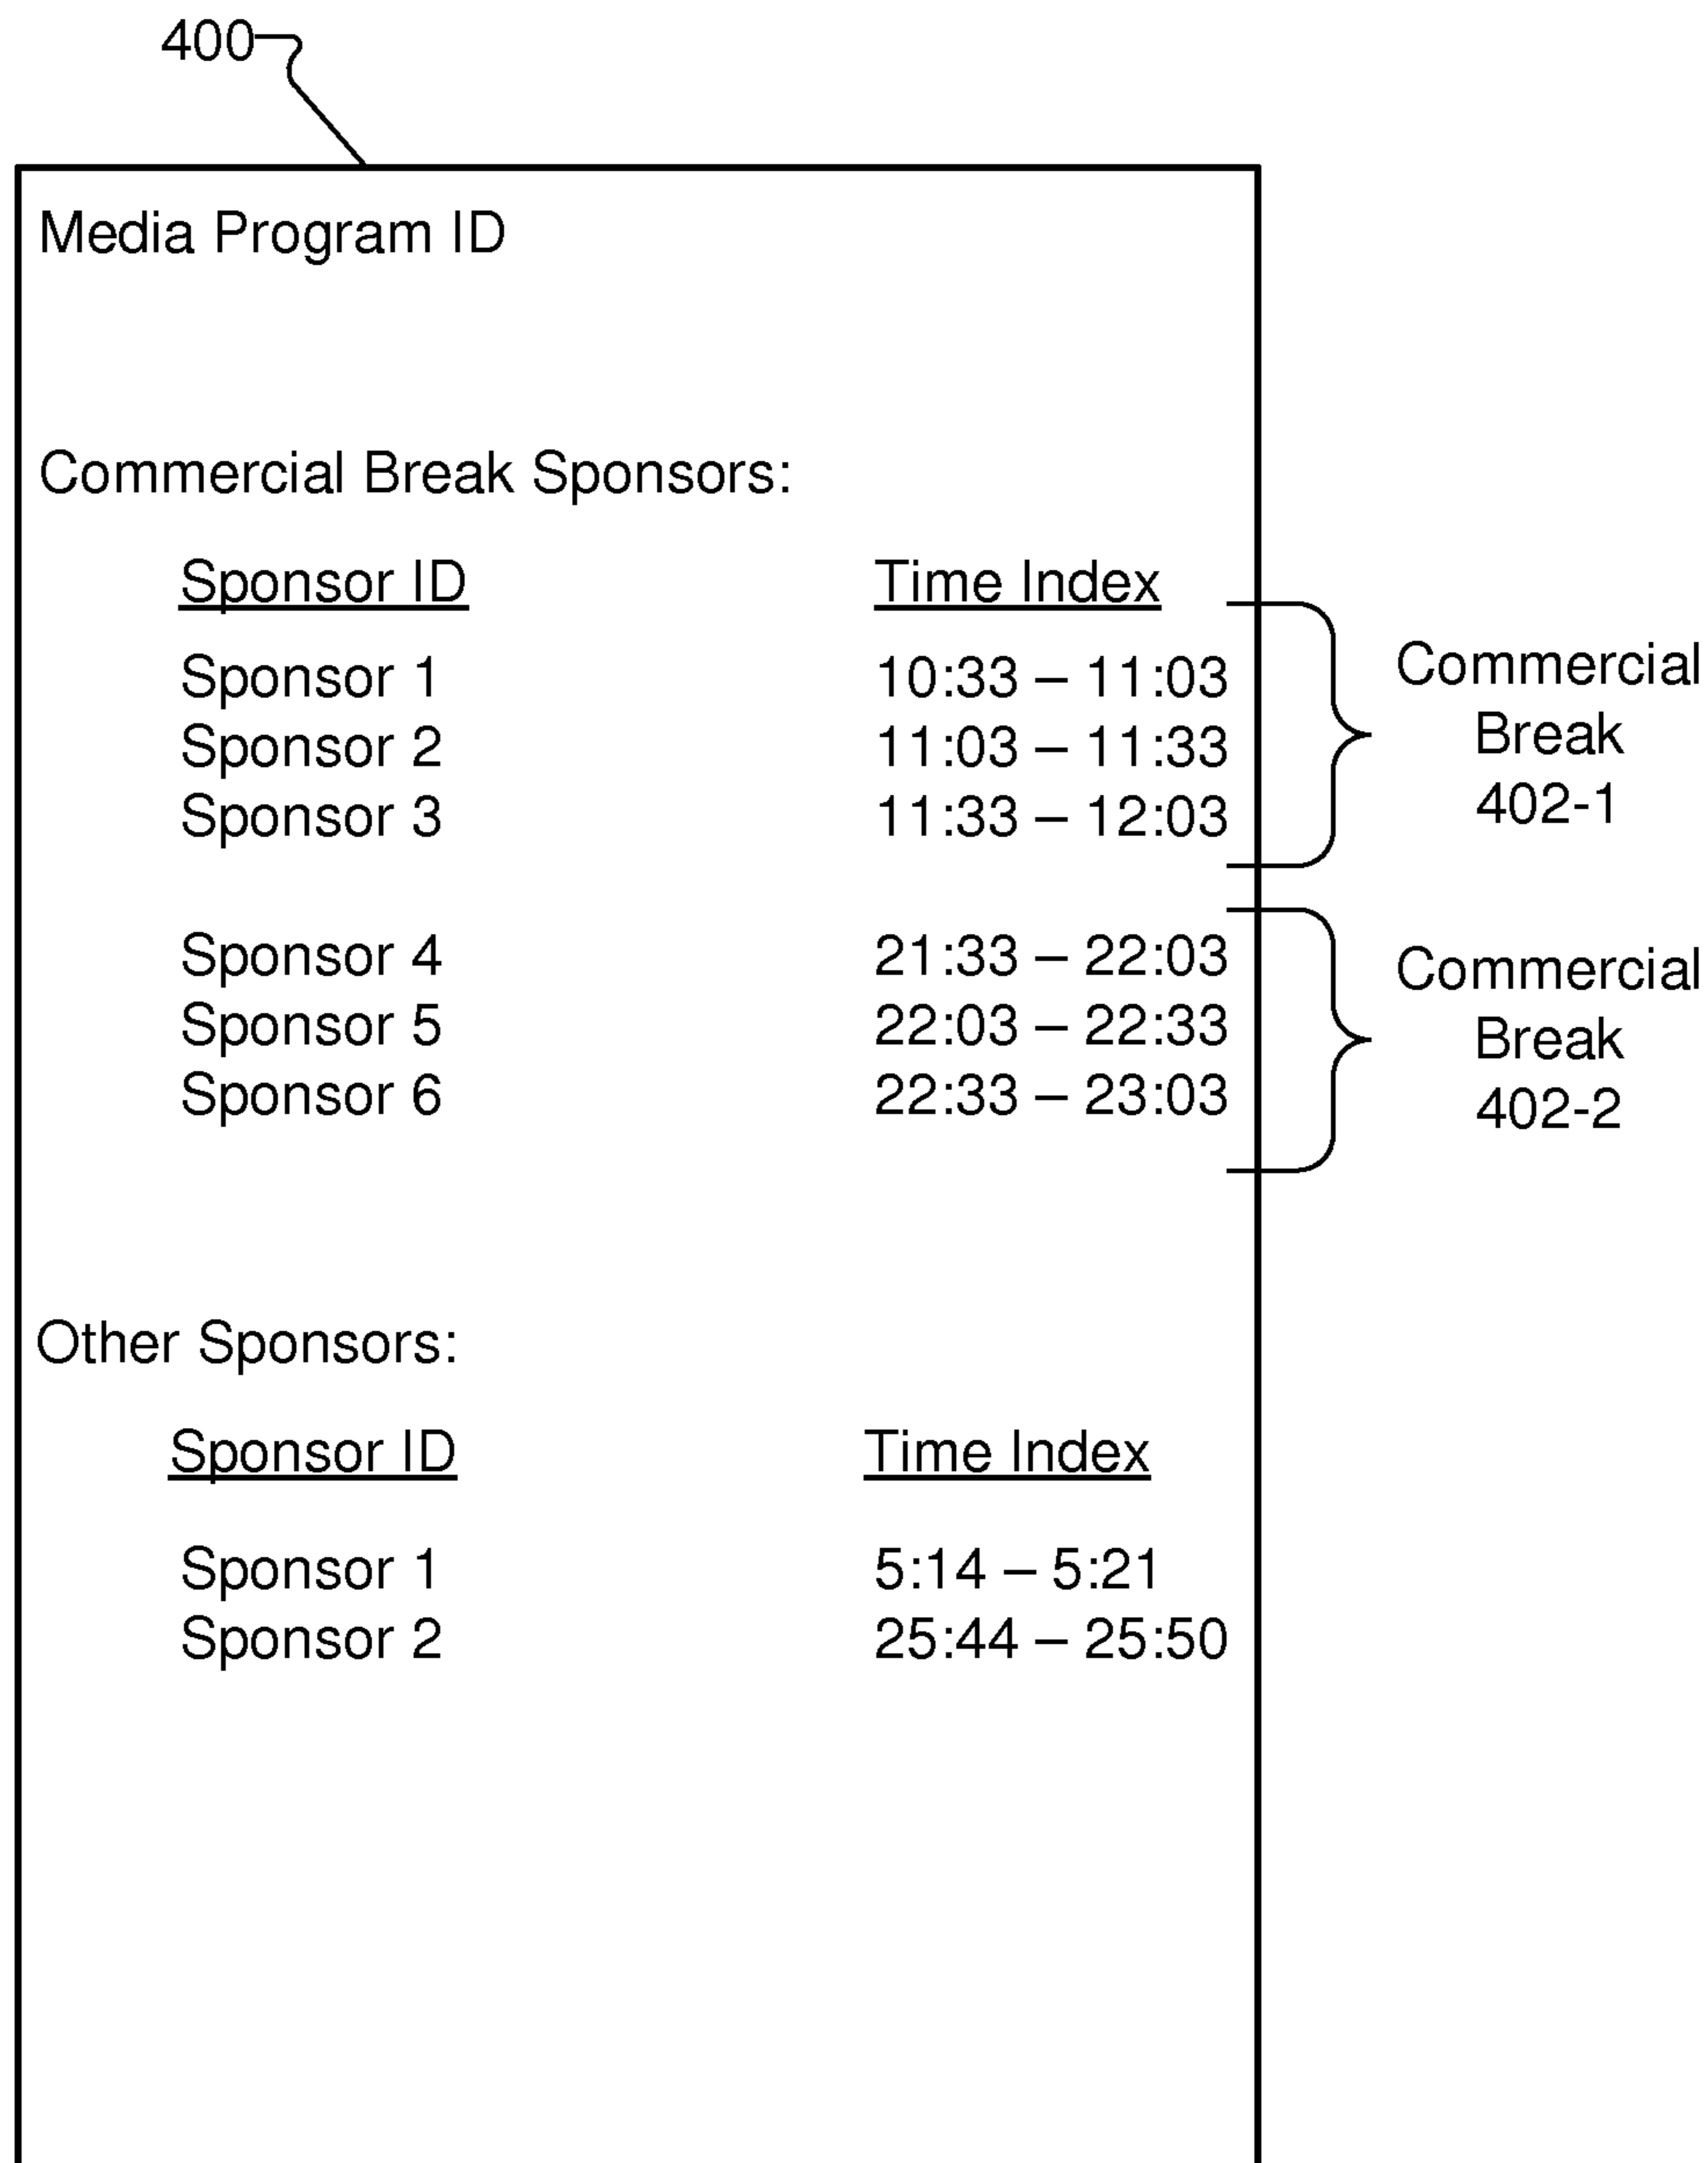 400
Media Program ID
Commercial Break Sponsors:
Sponsor ID Time Index
Sponsor 1 10:33 – 11:03
Sponsor 2 11:03 – 11:33
Sponsor 3 11:33 – 12:03
Commercial
Break
402-1
Sponsor 4 21:33 – 22:03
Sponsor 5 22:03 – 22:33
Sponsor 6 22:33 – 23:03
Commercial
Break
402-2
Other Sponsors:
Sponsor ID Time Index
Sponsor 1 5:14 – 5:21
Sponsor 2 25:44 – 25:50